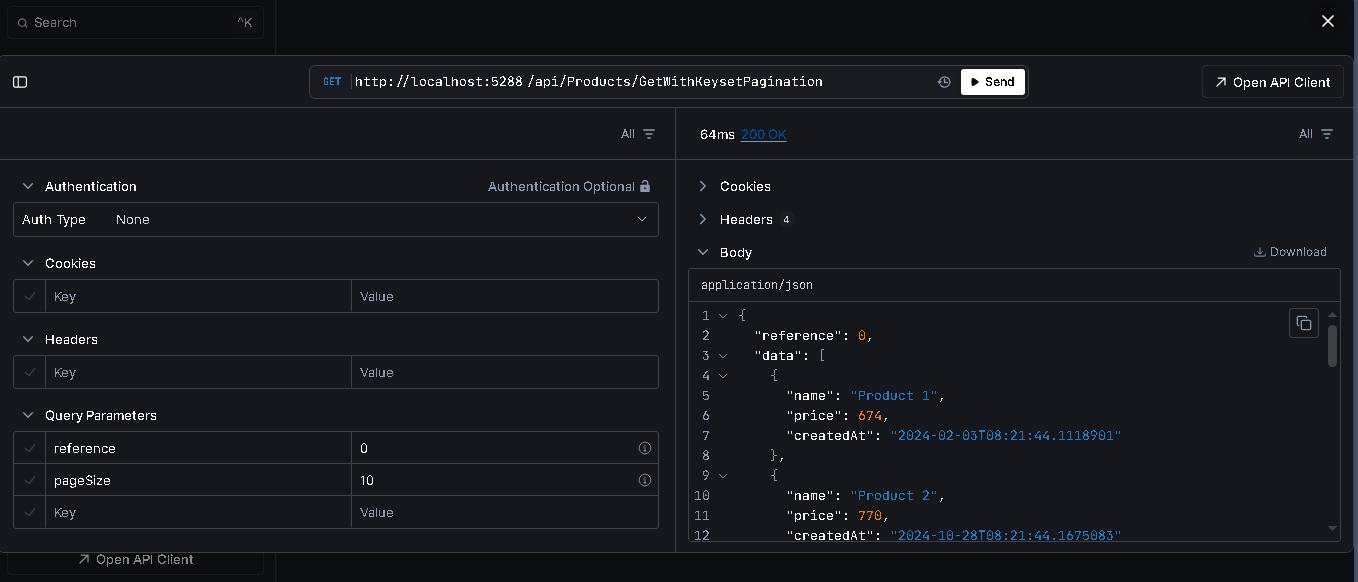 Search ^K
GET http://localhost:5288 /api/Products/GetWithKeysetPagination Send Open API Client
All
64ms 200 OK All
Authentication Authentication Optional
Auth Type None
Cookies
Key Value
Headers
Key Value
Query Parameters
reference 0
pageSize 10
Key Value
Cookies
Headers 4
Body Download
application/json
1 {
2 "reference": 0,
3 "data": [
4 {
5 "name": "Product 1",
6 "price": 674,
7 "createdAt": "2024-02-03T08:21:44.1118901"
8 },
9 {
10 "name": "Product 2",
11 "price": 770,
12 "createdAt": "2024-10-28T08:21:44.1675083"
Open API Client